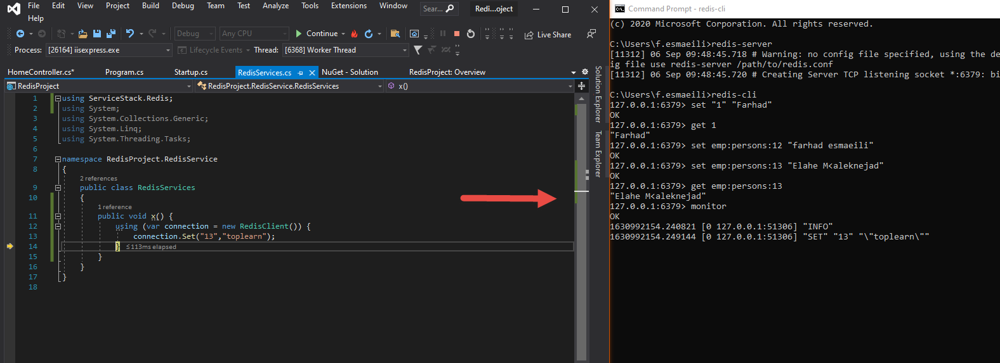 File Edit View Project Build Debug Team Test Analyze Tools Extensions Window Sear... Redi...oject
Help
Debug Any CPU Continue Live Share
Process: [26164] iisexpress.exe Lifecycle Events Thread: [6368] Worker Thread
HomeController.cs* Program.cs Startup.cs RedisServices.cs NuGet - Solution RedisProject: Overview
RedisProject RedisProject.RedisService.RedisServices x()
1 using ServiceStack.Redis;
2 using System;
3 using System.Collections.Generic;
4 using System.Linq;
5 using System.Threading.Tasks;
6
7 namespace RedisProject.RedisService
8 {
2 references
9 public class RedisServices
10 {
1 reference
11 public void x() {
12 using (var connection = new RedisClient()) {
13 connection.Set("13","toplearn");
14 } ≤113ms elapsed
15 }
16 }
17 }
18
Solution Explorer
Team Explorer
Command Prompt - redis-cli
(c) 2020 Microsoft Corporation. All rights reserved.
C:\Users\f.esmaeili>redis-server
[11312] 06 Sep 09:48:45.718 # Warning: no config file specified, using the de
ig file use redis-server /path/to/redis.conf
[11312] 06 Sep 09:48:45.720 # Creating Server TCP listening socket *:6379: bi
C:\Users\f.esmaeili>redis-cli
127.0.0.1:6379> set "1" "Farhad"
OK
127.0.0.1:6379> get 1
"Farhad"
127.0.0.1:6379> set emp:persons:12 "farhad esmaeili"
OK
127.0.0.1:6379> set emp:persons:13 "Elahe M<aleknejad"
OK
127.0.0.1:6379> get emp:persons:13
"Elahe M<aleknejad"
127.0.0.1:6379> monitor
OK
1630992154.240821 [0 127.0.0.1:51306] "INFO"
1630992154.249144 [0 127.0.0.1:51306] "SET" "13" "\"toplearn\""